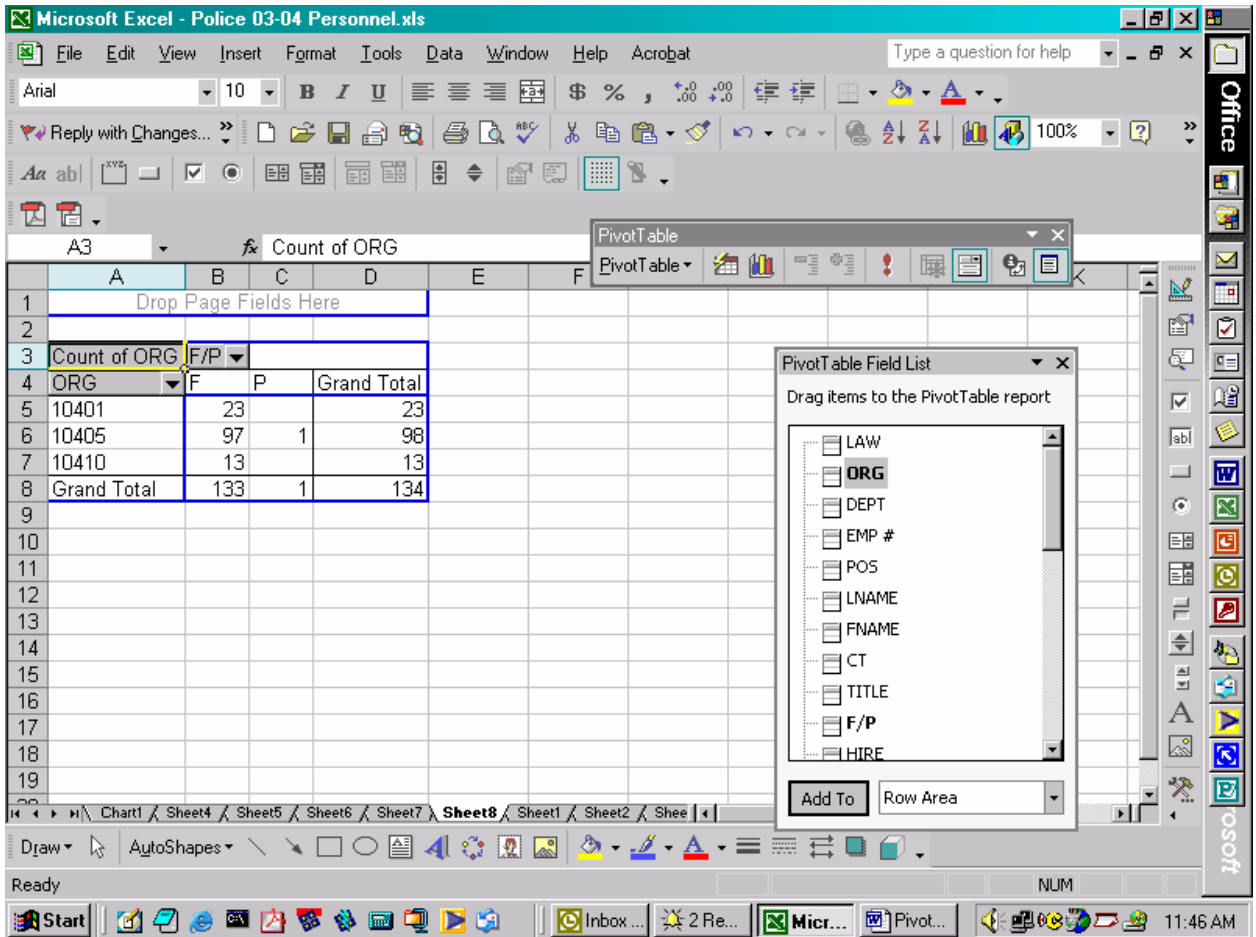 Microsoft Excel - Police 03-04 Personnel.xls
File Edit View Insert Format Tools Data Window Help Acrobat Type a question for help
Arial 10 B I U $ % ,
Reply with Changes... 100%
Aa ab|
A3 fx Count of ORG
PivotTable
PivotTable
A B C D E F K
1 Drop Page Fields Here
2
3 Count of ORG F/P
4 ORG F P Grand Total
5 10401 23 23
6 10405 97 1 98
7 10410 13 13
8 Grand Total 133 1 134
9
10
11
12
13
14
15
16
17
18
19
PivotTable Field List
Drag items to the PivotTable report
LAW
ORG
DEPT
EMP #
POS
LNAME
FNAME
CT
TITLE
F/P
HIRE
Add To Row Area
Chart1 Sheet4 Sheet5 Sheet6 Sheet7 Sheet8 Sheet1 Sheet2 Shee
Draw AutoShapes
Ready NUM
Start Inbox ... 2 Re... Micr... Pivot... 11:46 AM
Office